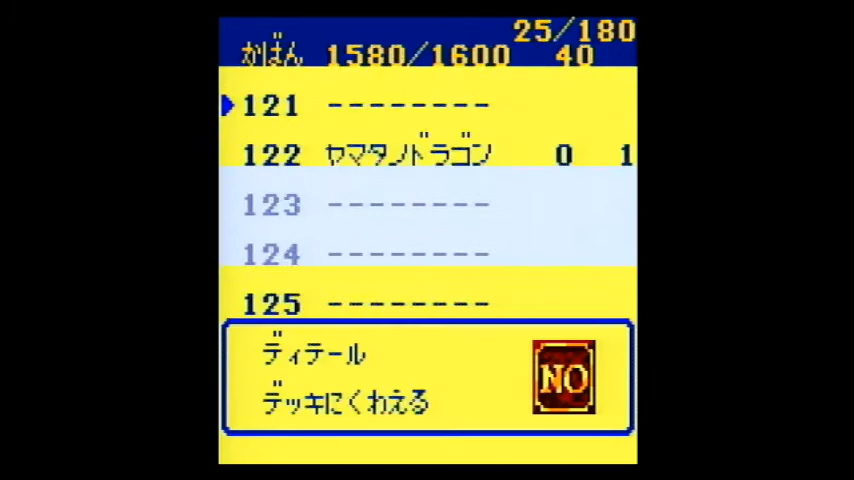 25/180
かばん 1580/1600 40
121 --------
122 ヤマタノドラゴン 0 1
123 --------
124 --------
125 --------
ディテール
デッキにくわえる
NO